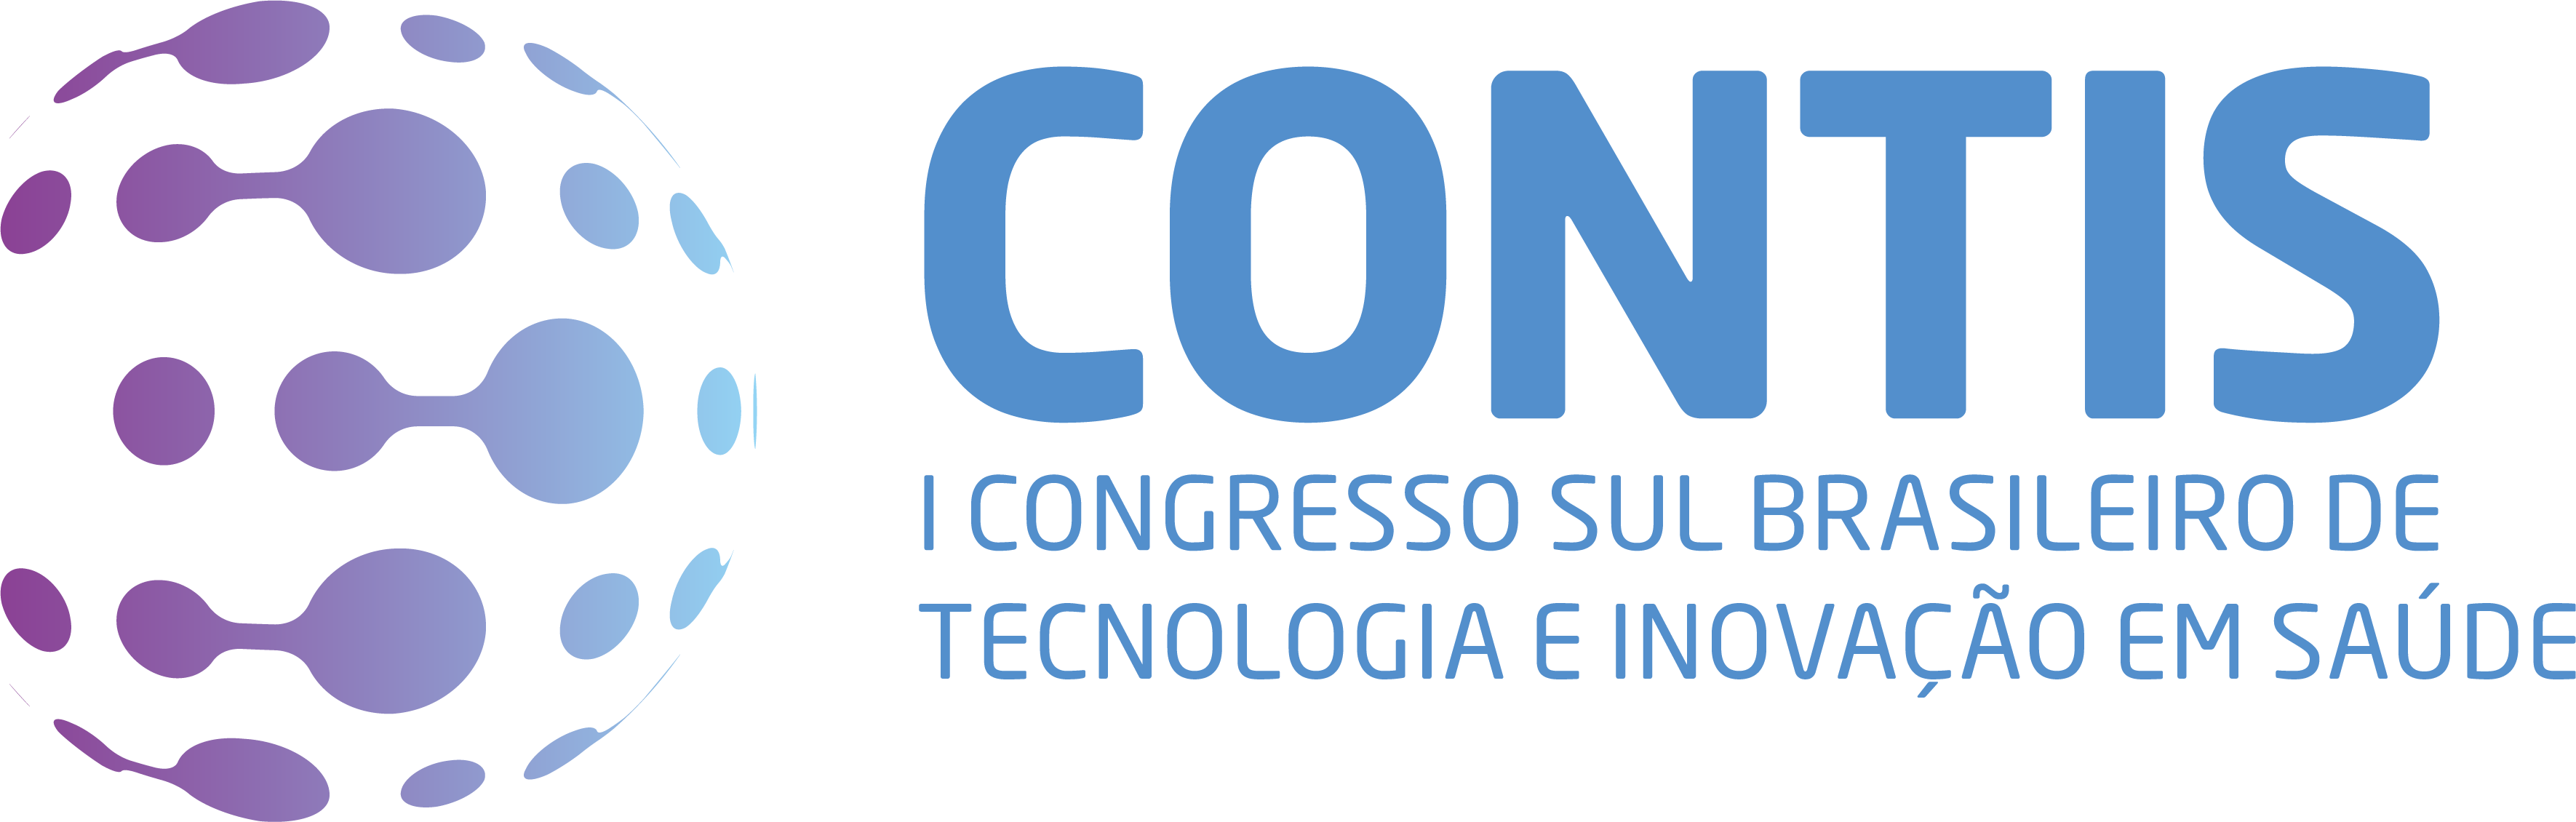 CONTIS
I CONGRESSO SUL BRASILEIRO DE
TECNOLOGIA E INOVAÇÃO EM SAÚDE